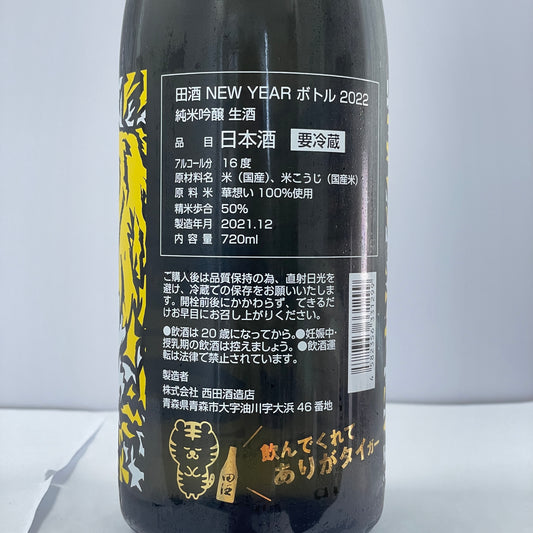 田酒 NEW YEAR ボトル 2022
純米吟醸 生酒
品目 日本酒 要冷蔵
アルコール分 16度
原材料名 米（国産）、米こうじ（国産米）
原料米 華想い 100%使用
精米歩合 50%
製造年月 2021.12
内容量 720ml
ご購入後は品質保持の為、直射日光を
避け、冷蔵での保存をお願いいたしま
す。開栓前後にかかわらず、できるだ
けお早目にお召し上がりください。
●飲酒は20歳になってから。●妊娠中・
授乳期の飲酒は控えましょう。●飲酒運
転は法律で禁止されています。
製造者
株式会社 西田酒造店
青森県青森市大字油川字大浜 46 番地
飲んでくれて
ありがタイガー
田酒